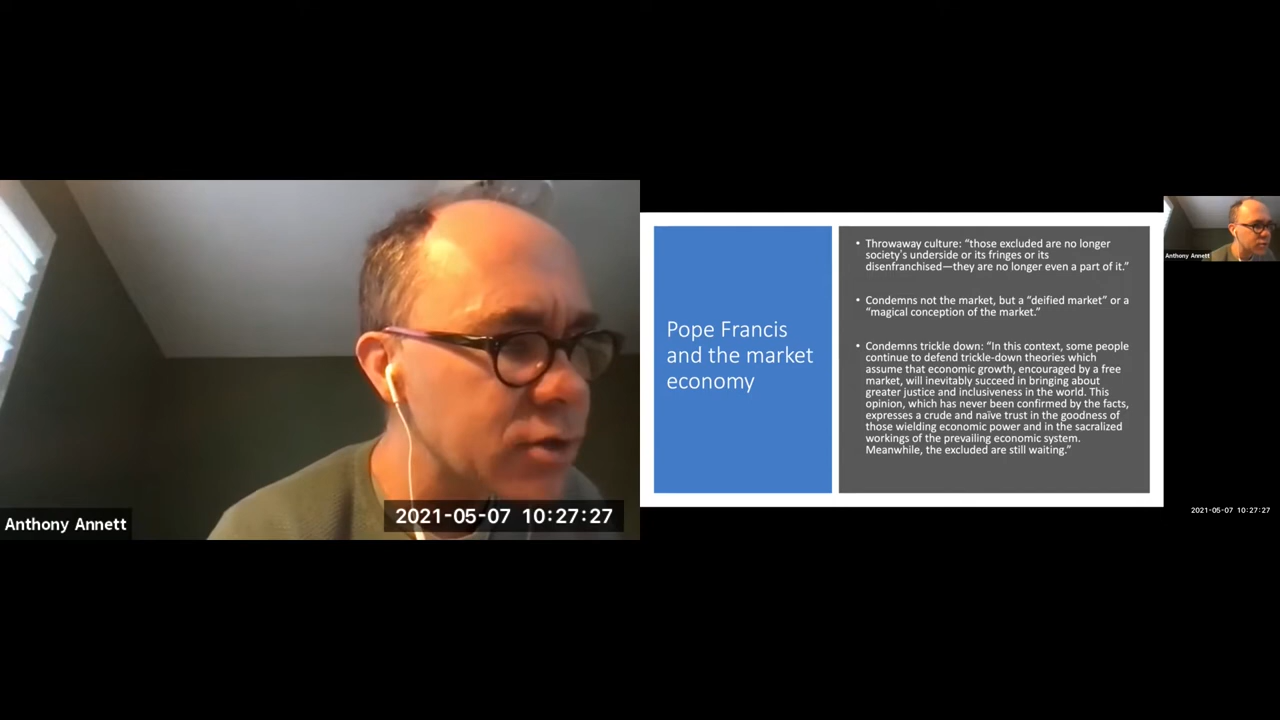 Anthony Annett
2021-05-07 10:27:27
Pope Francis
and the market
economy
• Throwaway culture: “those excluded are no longer
society's underside or its fringes or its
disenfranchised—they are no longer even a part of it.”
• Condemns not the market, but a “deified market” or a
“magical conception of the market.”
• Condemns trickle down: “In this context, some people
continue to defend trickle-down theories which
assume that economic growth, encouraged by a free
market, will inevitably succeed in bringing about
greater justice and inclusiveness in the world. This
opinion, which has never been confirmed by the facts,
expresses a crude and naïve trust in the goodness of
those wielding economic power and in the sacralized
workings of the prevailing economic system.
Meanwhile, the excluded are still waiting.”
Anthony Annett
2021-05-07 10:27:27